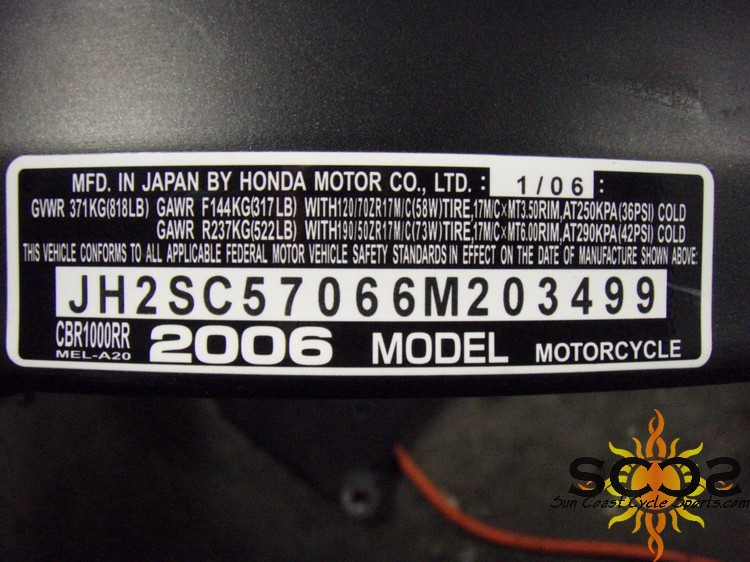 MFD. IN JAPAN BY HONDA MOTOR CO., LTD. : 1/06 :
GVWR 371KG(818LB) GAWR F144KG(317LB) WITH120/70ZR17M/C(58W)TIRE,17M/C×MT3.50RIM,AT250KPA(36PSI) COLD
GAWR R237KG(522LB) WITH190/50ZR17M/C(73W)TIRE,17M/C×MT6.00RIM,AT290KPA(42PSI) COLD
THIS VEHICLE CONFORMS TO ALL APPLICABLE FEDERAL MOTOR VEHICLE SAFETY STANDARDS IN EFFECT ON THE DATE OF MANUFACTURE SHOWN ABOVE:
JH2SC57066M203499
CBR1000RR 2006 MODEL MOTORCYCLE
MEL-A20
SCCS
Sun Coast Cycle Sports.com